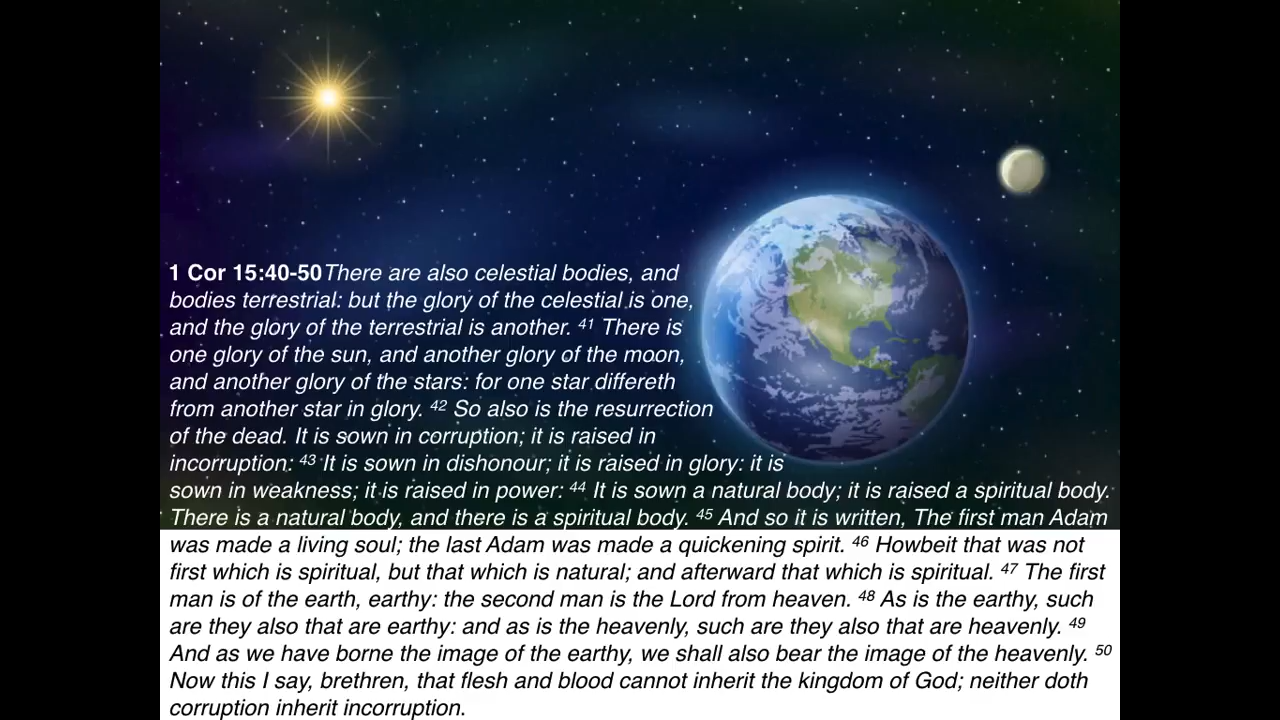 1 Cor 15:40-50 There are also celestial bodies, and
bodies terrestrial: but the glory of the celestial is one,
and the glory of the terrestrial is another. 41 There is
one glory of the sun, and another glory of the moon,
and another glory of the stars: for one star differeth
from another star in glory. 42 So also is the resurrection
of the dead. It is sown in corruption; it is raised in
incorruption: 43 It is sown in dishonour; it is raised in glory: it is
sown in weakness; it is raised in power: 44 It is sown a natural body; it is raised a spiritual body.
There is a natural body, and there is a spiritual body. 45 And so it is written, The first man Adam
was made a living soul; the last Adam was made a quickening spirit. 46 Howbeit that was not
first which is spiritual, but that which is natural; and afterward that which is spiritual. 47 The first
man is of the earth, earthy: the second man is the Lord from heaven. 48 As is the earthy, such
are they also that are earthy: and as is the heavenly, such are they also that are heavenly. 49
And as we have borne the image of the earthy, we shall also bear the image of the heavenly. 50
Now this I say, brethren, that flesh and blood cannot inherit the kingdom of God; neither doth
corruption inherit incorruption.